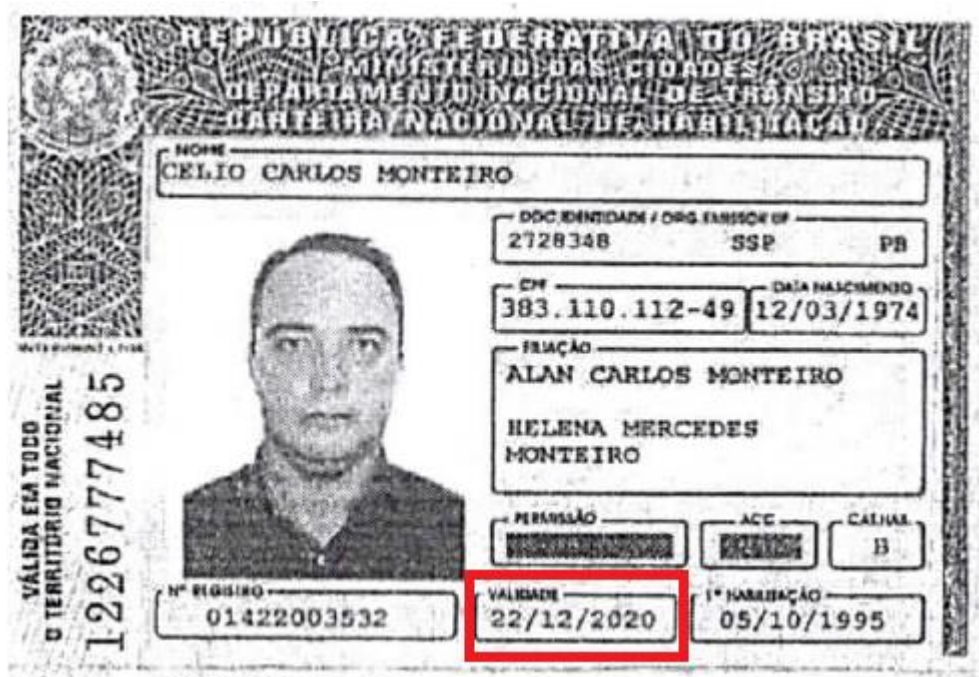 REPÚBLICA FEDERATIVA DO BRASIL
MINISTÉRIO DAS CIDADES
DEPARTAMENTO NACIONAL DE TRÂNSITO
CARTEIRA NACIONAL DE HABILITAÇÃO
NOME
CELIO CARLOS MONTEIRO
DOC. IDENTIDADE / ORG. EMISSOR UF
2728348 SSP PB
CPF DATA NASCIMENTO
383.110.112-49 12/03/1974
FILIAÇÃO
ALAN CARLOS MONTEIRO
HELENA MERCEDES
MONTEIRO
PERMISSÃO ACC CAT.HAB.
B
Nº REGISTRO VALIDADE 1ª HABILITAÇÃO
01422003532 22/12/2020 05/10/1995
VÁLIDA EM TODO
O TERRITÓRIO NACIONAL
1226777485